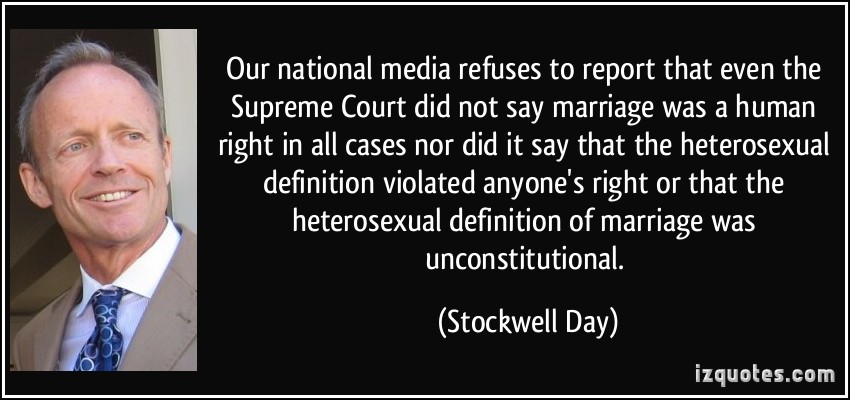 Our national media refuses to report that even the
Supreme Court did not say marriage was a human
right in all cases nor did it say that the heterosexual
definition violated anyone's right or that the
heterosexual definition of marriage was
unconstitutional.
(Stockwell Day)
izquotes.com